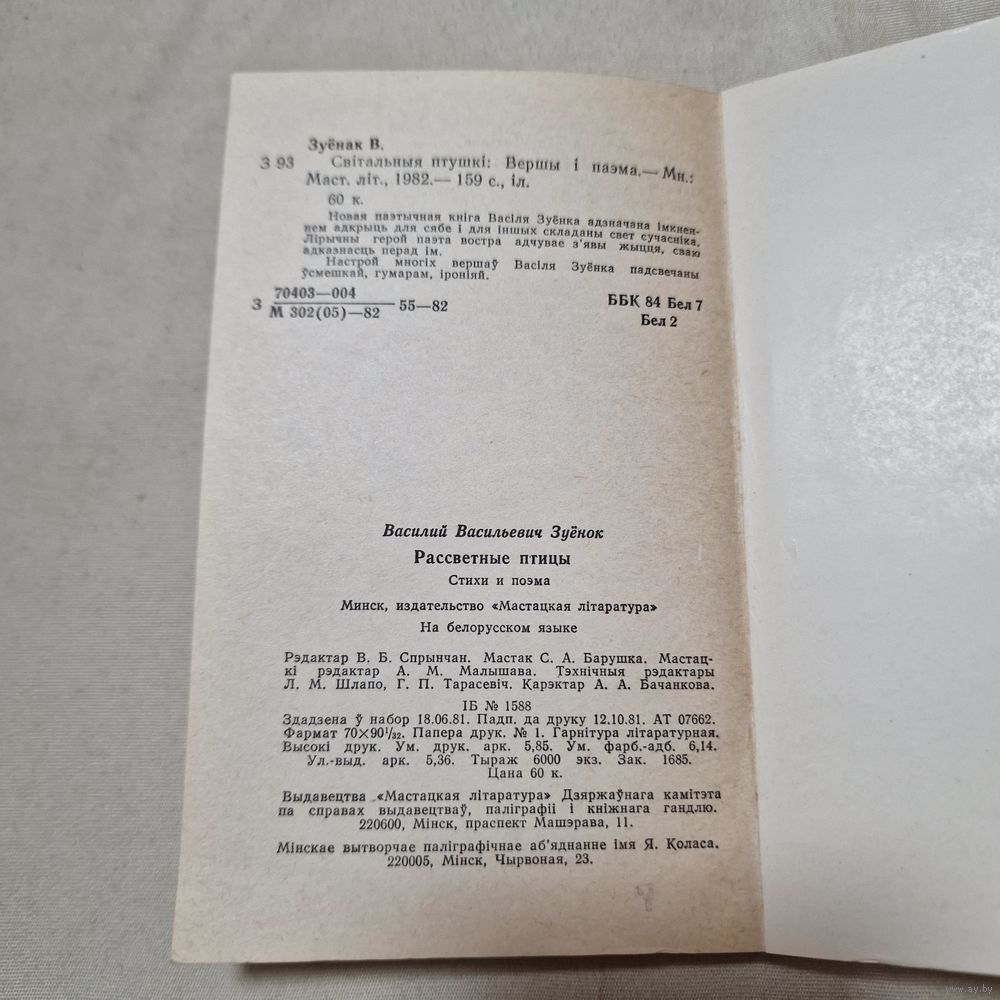 Зуёнак В.
З 93 Світальныя птушкі: Вершы і паэма.— Мн.:
Маст. літ., 1982.— 159 с., іл.
60 к.
Новая паэтычная кніга Васіля Зуёнка адзначана імкнен-
нем адкрыць для сябе і для іншых складаны свет сучасніка.
Лірычны герой паэта востра адчувае з'явы жыцця, сваю
адказнасць перад ім.
Настрой многіх вершаў Васіля Зуёнка падсвечаны
ўсмешкай, гумарам, іроніяй.
70403—004
З М 302(05)—82 55—82
ББК 84 Бел 7
Бел 2
Василий Васильевич Зуёнок
Рассветные птицы
Стихи и поэма
Минск, издательство «Мастацкая літаратура»
На белорусском языке
Рэдактар В. Б. Спрынчан. Мастак С. А. Барушка. Мастац-
кі рэдактар А. М. Малышава. Тэхнічныя рэдактары
Л. М. Шлапо, Г. П. Тарасевіч. Карэктар А. А. Бачанкова.
ІБ № 1588
Здадзена ў набор 18.06.81. Падп. да друку 12.10.81. АТ 07662.
Фармат 70×90¹/₃₂. Папера друк. № 1. Гарнітура літаратурная.
Высокі друк. Ум. друк. арк. 5,85. Ум. фарб.-адб. 6,14.
Ул.-выд. арк. 5,36. Тыраж 6000 экз. Зак. 1685.
Цана 60 к.
Выдавецтва «Мастацкая літаратура» Дзяржаўнага камітэта
па справах выдавецтваў, паліграфіі і кніжнага гандлю.
220600, Мінск, праспект Машэрава, 11.
Мінскае вытворчае паліграфічнае аб'яднанне імя Я. Коласа.
220005, Мінск, Чырвоная, 23.
www.ay.by